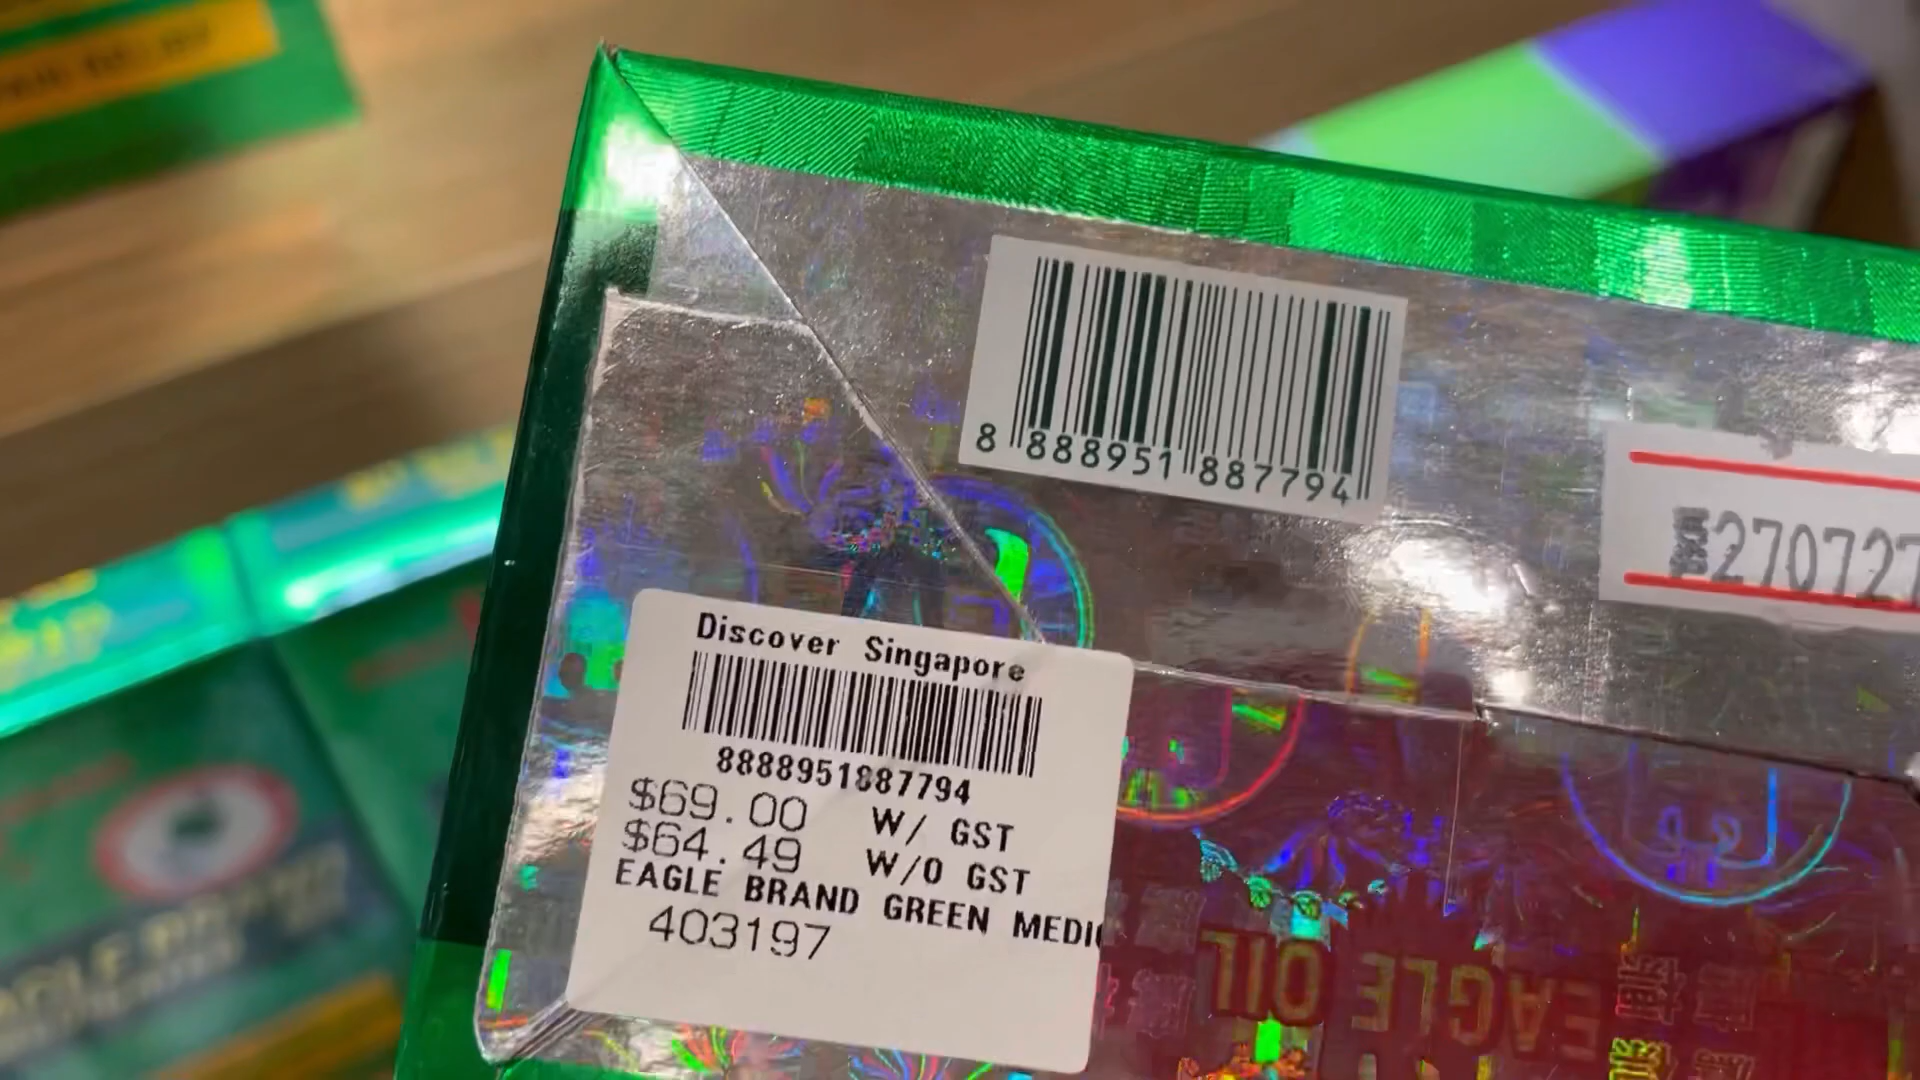 8 888951 887794
270727
Discover Singapore
8888951887794
$69.00 W/ GST
$64.49 W/O GST
EAGLE BRAND GREEN MEDI
403197
EAGLE OIL